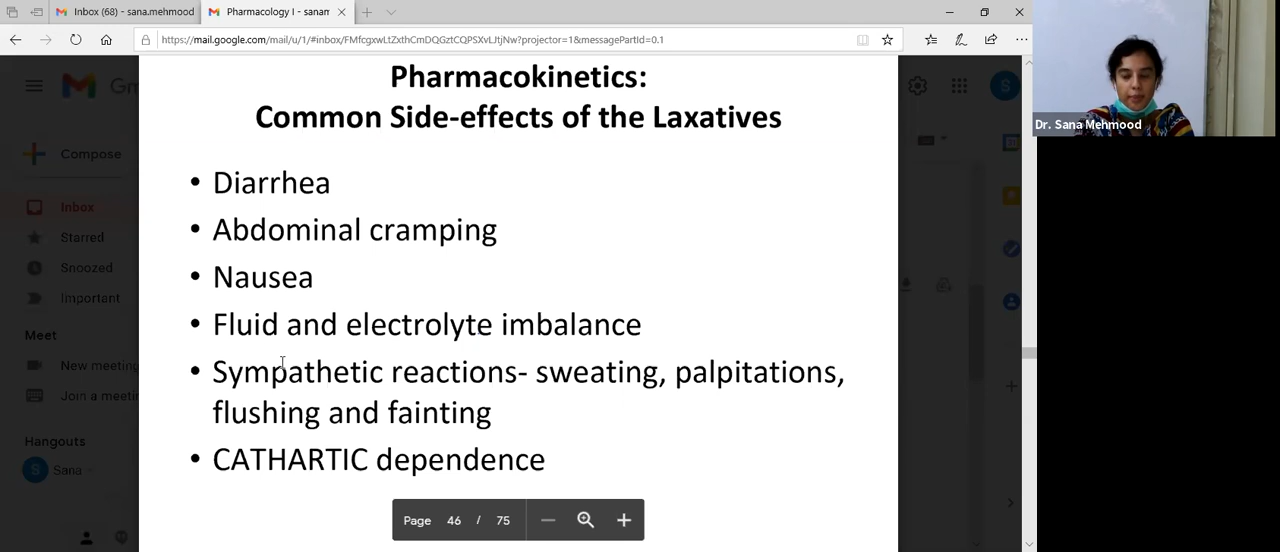 Inbox (68) - sana.mehmood
Pharmacology I - sanam
https://mail.google.com/mail/u/1/#inbox/FMfcgxwLtZxthCmDQGztCQPSXvLJtjNw?projector=1&messagePartId=0.1
Gm
Compose
Inbox
Starred
Snoozed
Important
Meet
New meeting
Join a meeti
Hangouts
S Sana
S
Pharmacokinetics:
Common Side-effects of the Laxatives
• Diarrhea
• Abdominal cramping
• Nausea
• Fluid and electrolyte imbalance
• Sympathetic reactions- sweating, palpitations,
flushing and fainting
• CATHARTIC dependence
Page 46 / 75
Dr. Sana Mehmood